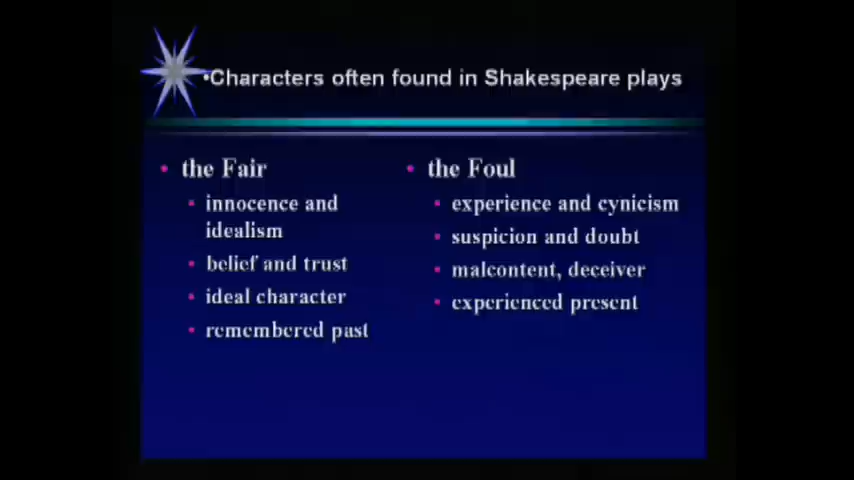 •Characters often found in Shakespeare plays
• the Fair
• innocence and
idealism
• belief and trust
• ideal character
• remembered past
• the Foul
• experience and cynicism
• suspicion and doubt
• malcontent, deceiver
• experienced present